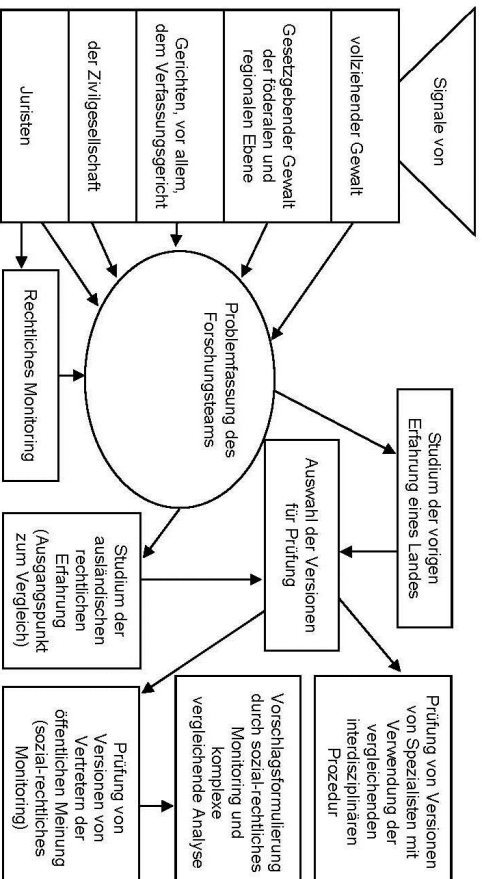 Signale von
vollziehender Gewalt
Gesetzgebender Gewalt
der föderalen und
regionalen Ebene
Gerichten, vor allem,
dem Verfassungsgericht
der Zivilgesellschaft
Juristen
Rechtliches Monitoring
Problemfassung des
Forschungsteams
Studium der vorigen
Erfahrung eines Landes
Auswahl der Versionen
für Prüfung
Studium der
ausländischen
rechtlichen
Erfahrung
(Ausgangspunkt
zum Vergleich)
Prüfung von Versionen
von Spezialisten mit
Verwendung der
vergleichenden
interdisziplinären
Prozedur
Vorschlagsformulierung
durch sozial-rechtliches
Monitoring und
komplexe
vergleichende Analyse
Prüfung von
Versionen von
Vertretern der
öffentlichen Meinung
(sozial-rechtliches
Monitoring)